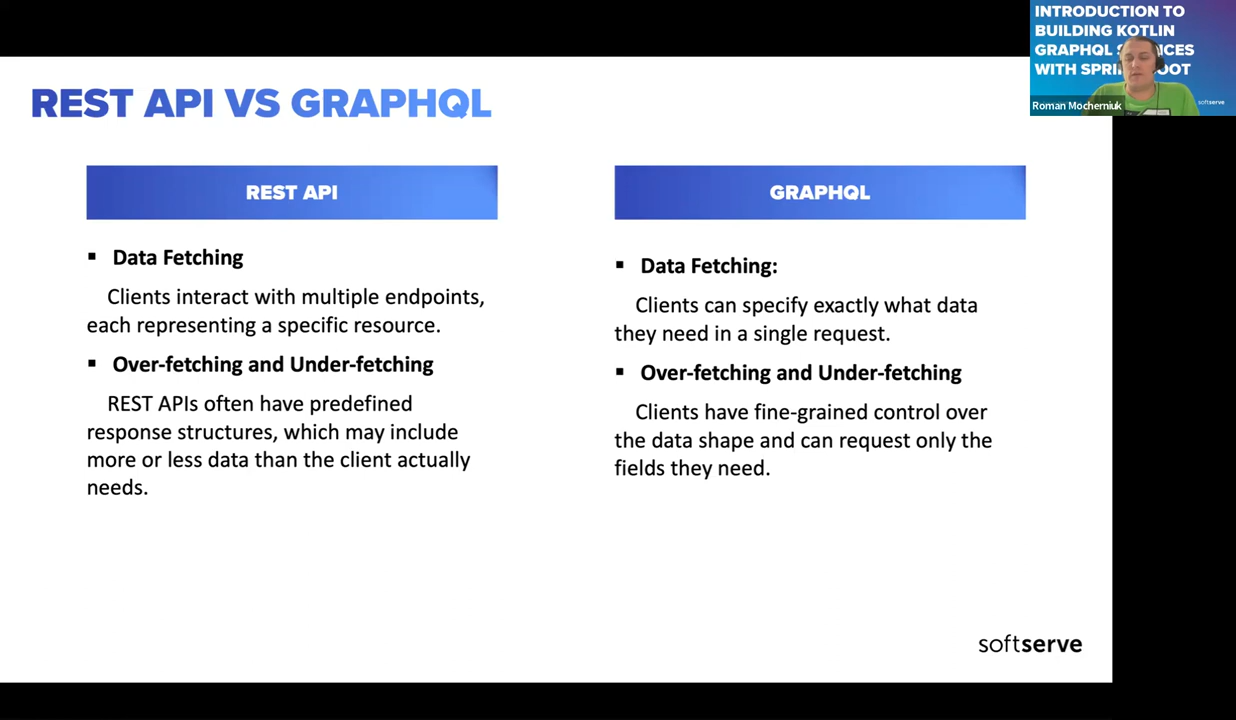 INTRODUCTION TO
BUILDING KOTLIN
GRAPHQL
WITH
Roman Mocherniuk
softserve
REST API VS GRAPHQL
REST API
▪ Data Fetching
Clients interact with multiple endpoints,
each representing a specific resource.
▪ Over-fetching and Under-fetching
REST APIs often have predefined
response structures, which may include
more or less data than the client actually
needs.
GRAPHQL
▪ Data Fetching:
Clients can specify exactly what data
they need in a single request.
▪ Over-fetching and Under-fetching
Clients have fine-grained control over
the data shape and can request only the
fields they need.
softserve